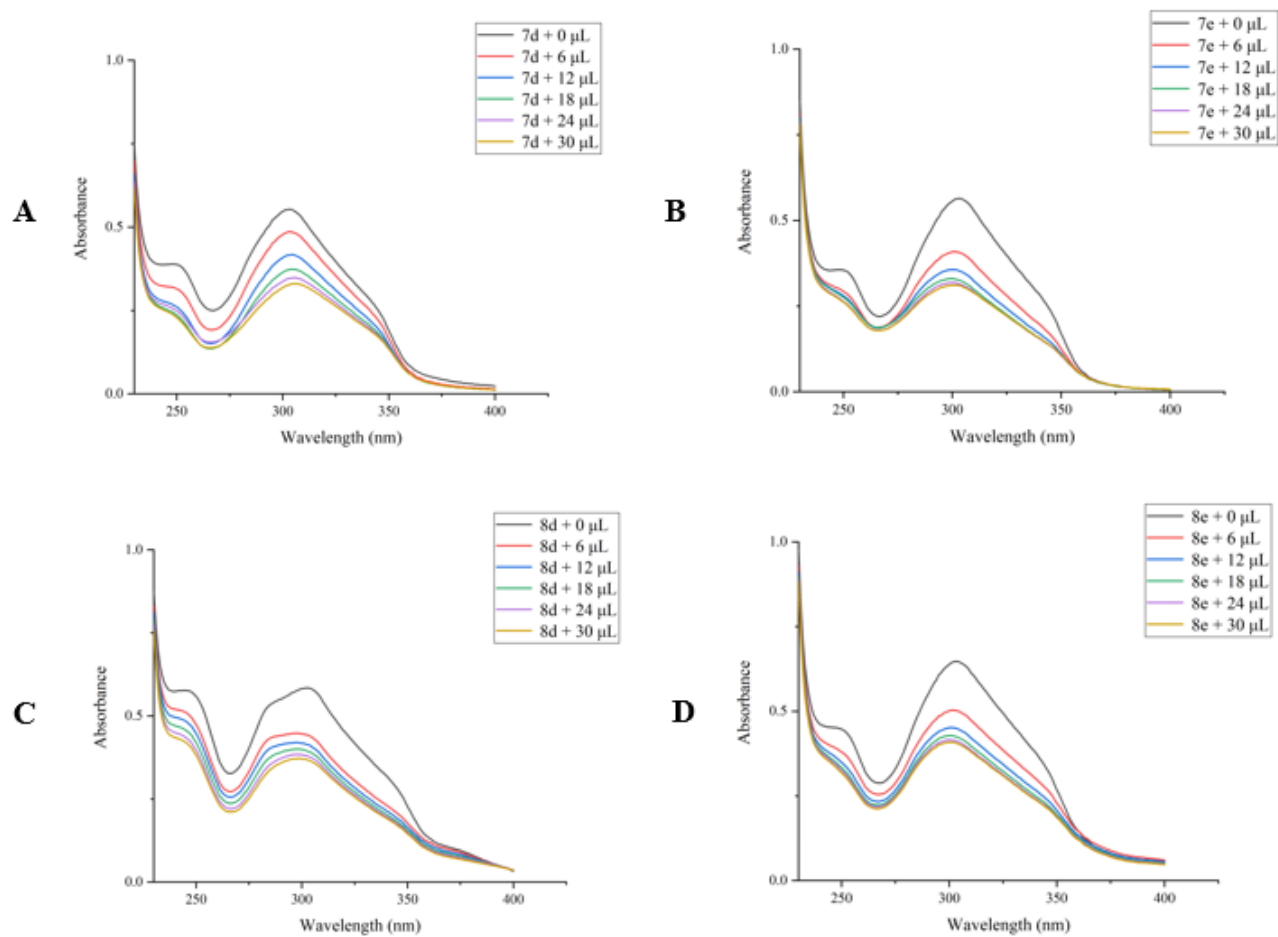 A
7d + 0 μL
7d + 6 μL
7d + 12 μL
7d + 18 μL
7d + 24 μL
7d + 30 μL
1.0
0.5
0.0
Absorbance
250
300
350
400
Wavelength (nm)
B
7e + 0 μL
7e + 6 μL
7e + 12 μL
7e + 18 μL
7e + 24 μL
7e + 30 μL
1.0
0.5
0.0
Absorbance
250
300
350
400
Wavelength (nm)
C
8d + 0 μL
8d + 6 μL
8d + 12 μL
8d + 18 μL
8d + 24 μL
8d + 30 μL
1.0
0.5
0.0
Absorbance
250
300
350
400
Wavelength (nm)
D
8e + 0 μL
8e + 6 μL
8e + 12 μL
8e + 18 μL
8e + 24 μL
8e + 30 μL
1.0
0.5
0.0
Absorbance
250
300
350
400
Wavelength (nm)